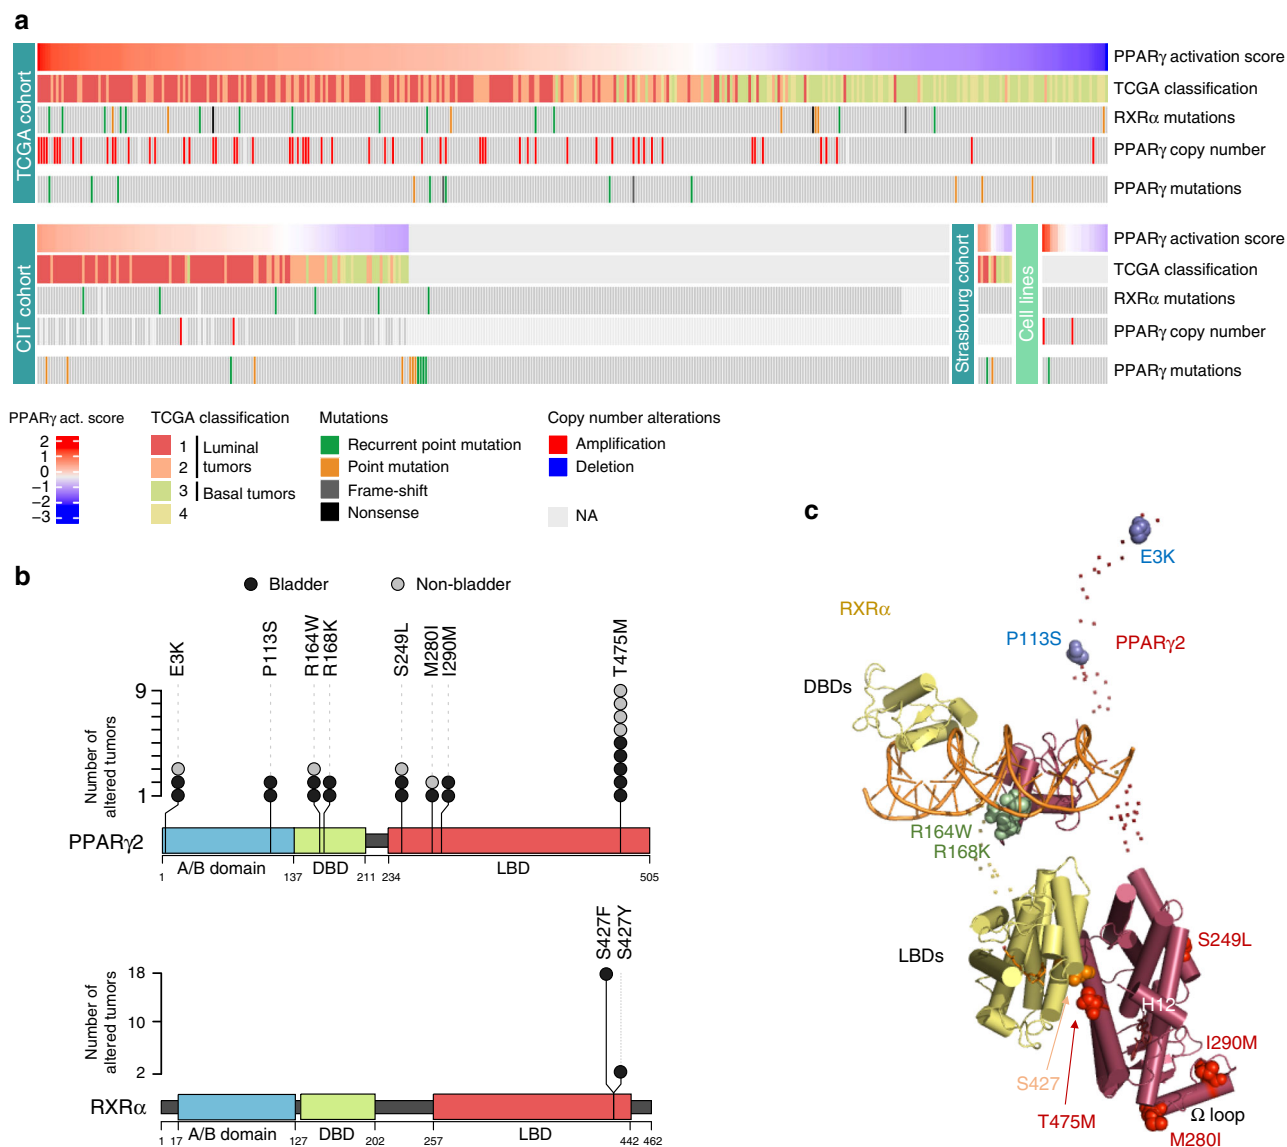 a
TCGA cohort
PPARγ activation score
TCGA classification
RXRα mutations
PPARγ copy number
PPARγ mutations
CIT cohort
Strasbourg cohort
Cell lines
PPARγ activation score
TCGA classification
RXRα mutations
PPARγ copy number
PPARγ mutations
PPARγ act. score
2
1
0
−1
−2
−3
TCGA classification
1
2
3
4
Luminal
tumors
Basal tumors
Mutations
Recurrent point mutation
Point mutation
Frame-shift
Nonsense
Copy number alterations
Amplification
Deletion
NA
b
Bladder
Non-bladder
E3K
P113S
R164W
R168K
S249L
M280I
I290M
T475M
Number of
altered tumors
9
1
PPARγ2
A/B domain
DBD
LBD
1
137
211
234
505
S427F
S427Y
Number of
altered tumors
18
10
2
RXRα
A/B domain
DBD
LBD
1
17
127
202
257
442
462
c
E3K
RXRα
P113S
PPARγ2
DBDs
R164W
R168K
LBDs
S249L
H12
I290M
S427
T475M
Ω loop
M280I